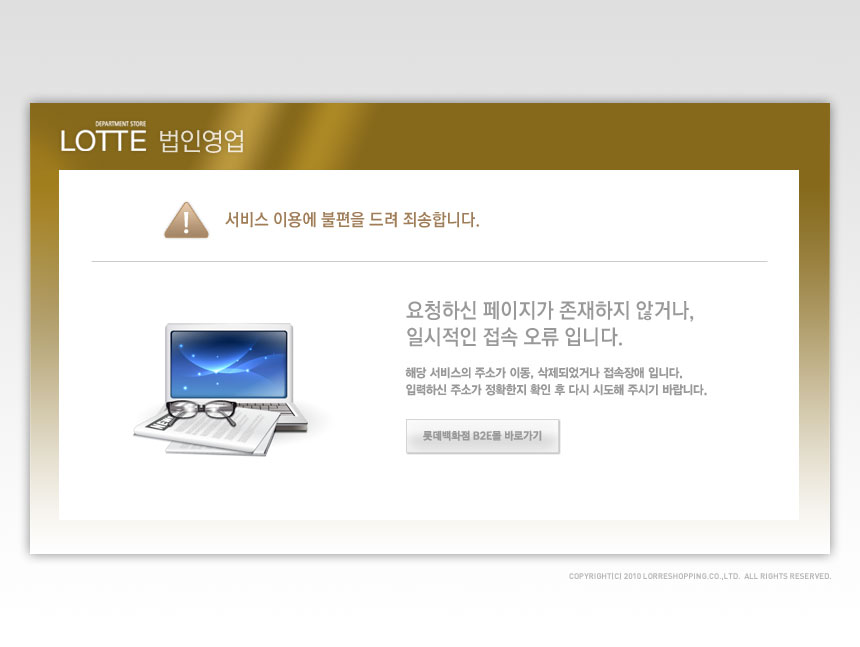 DEPARTMENT STORE
LOTTE 법인영업
서비스 이용에 불편을 드려 죄송합니다.
요청하신 페이지가 존재하지 않거나,
일시적인 접속 오류 입니다.
해당 서비스의 주소가 이동, 삭제되었거나 접속장애 입니다.
입력하신 주소가 정확한지 확인 후 다시 시도해 주시기 바랍니다.
롯데백화점 B2E몰 바로가기
COPYRIGHT(C) 2010 LORRESHOPPING.CO.,LTD. ALL RIGHTS RESERVED.